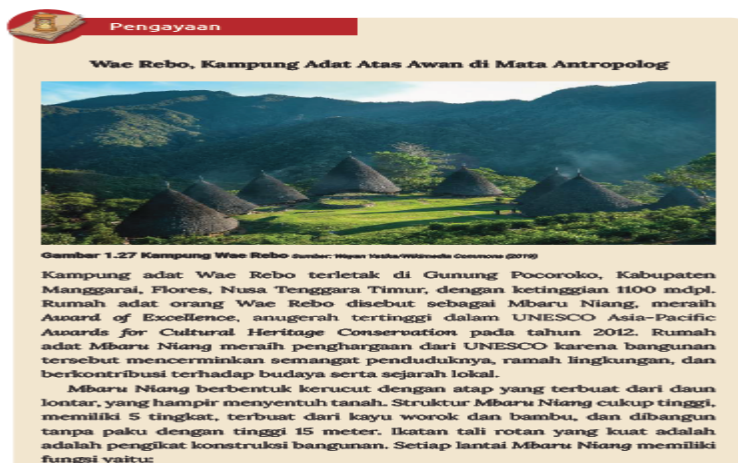 Pengayaan
Wae Rebo, Kampung Adat Atas Awan di Mata Antropolog
Gambar 1.27 Kampung Wae Rebo Sumber: Wayan Yatika/Wikimedia Commons (2019)
Kampung adat Wae Rebo terletak di Gunung Pocoroko, Kabupaten
Manggarai, Flores, Nusa Tenggara Timur, dengan ketinggian 1100 mdpl.
Rumah adat orang Wae Rebo disebut sebagai Mbaru Niang, meraih
Award of Excellence, anugerah tertinggi dalam UNESCO Asia-Pacific
Awards for Cultural Heritage Conservation pada tahun 2012. Rumah
adat Mbaru Niang meraih penghargaan dari UNESCO karena bangunan
tersebut mencerminkan semangat penduduknya, ramah lingkungan, dan
berkontribusi terhadap budaya serta sejarah lokal.
Mbaru Niang berbentuk kerucut dengan atap yang terbuat dari daun
lontar, yang hampir menyentuh tanah. Struktur Mbaru Niang cukup tinggi,
memiliki 5 tingkat, terbuat dari kayu worok dan bambu, dan dibangun
tanpa paku dengan tinggi 15 meter. Ikatan tali rotan yang kuat adalah
adalah pengikat konstruksi bangunan. Setiap lantai Mbaru Niang memiliki
fungsi yaitu: